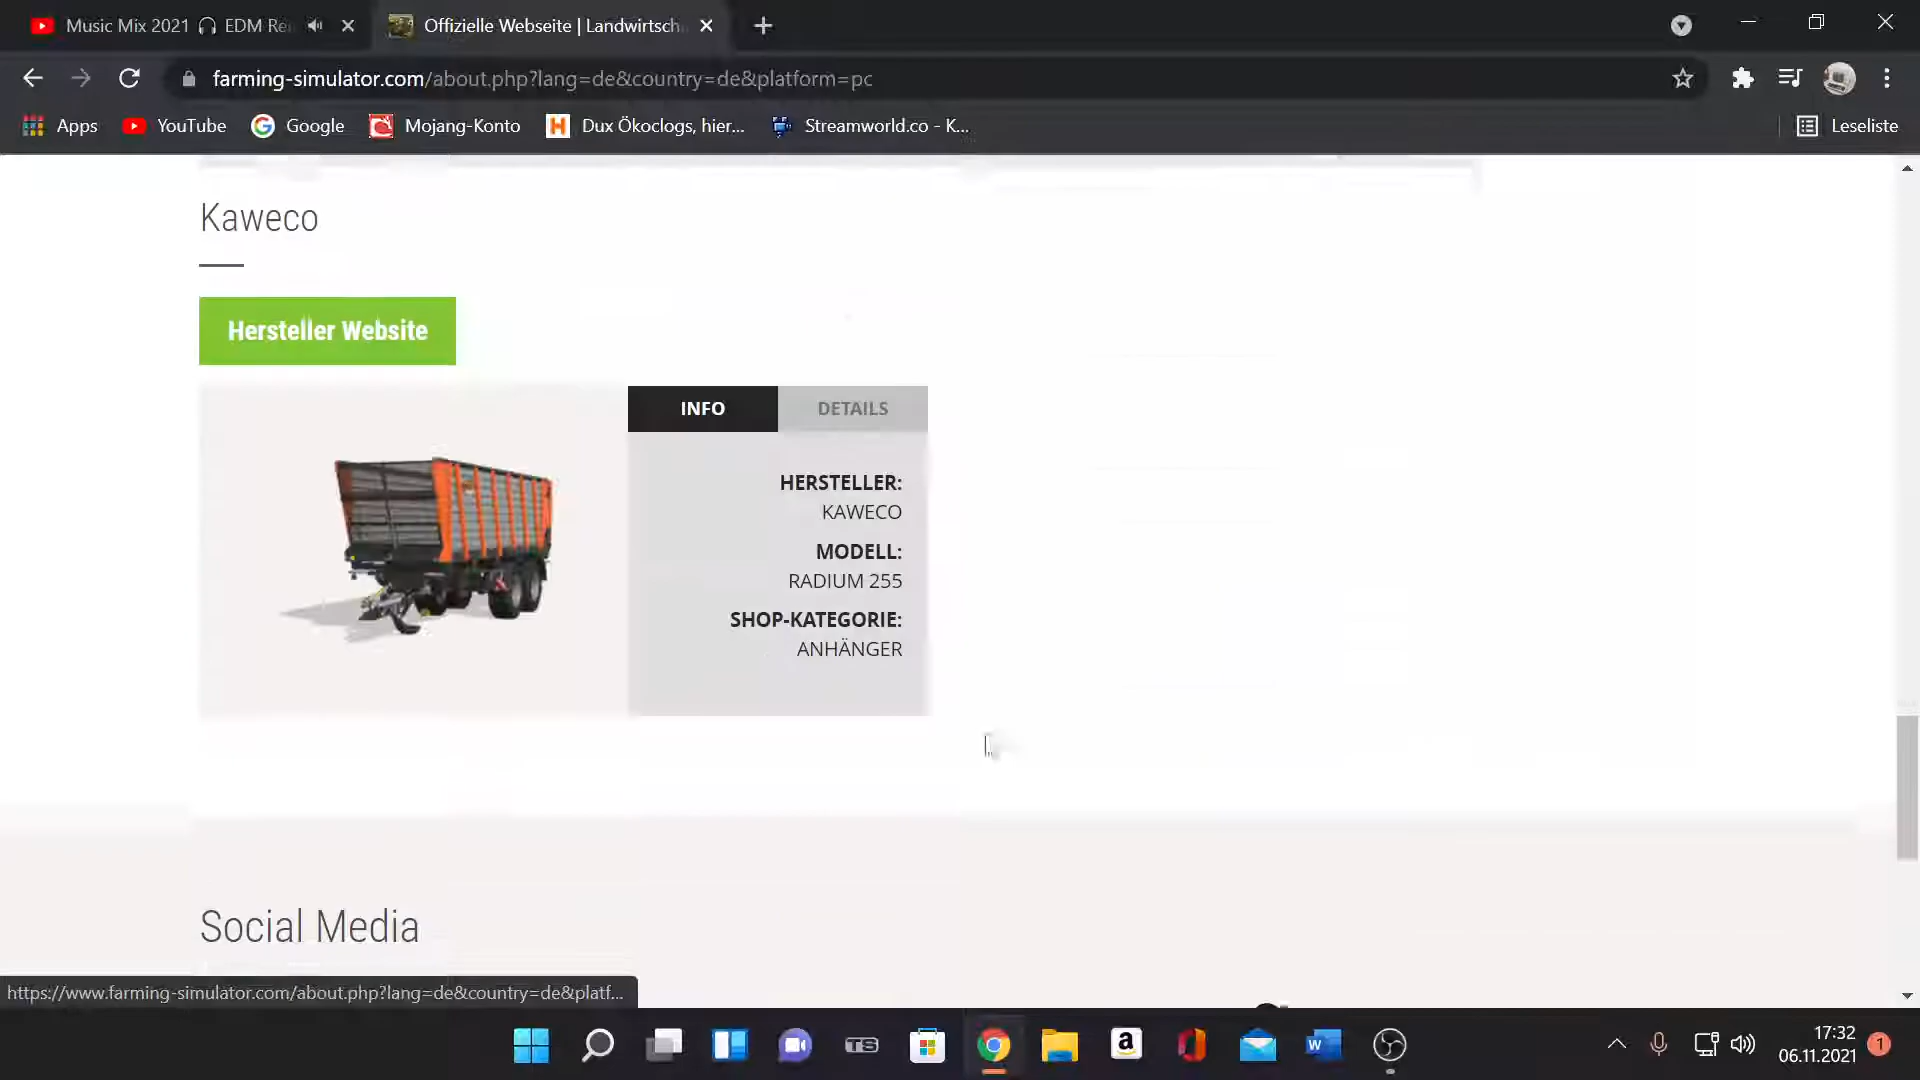 Music Mix 2021 🎧 EDM Re
Offizielle Webseite | Landwirtsch
farming-simulator.com/about.php?lang=de&country=de&platform=pc
Apps
YouTube
Google
Mojang-Konto
Dux Ökoclogs, hier...
Streamworld.co - K...
Leseliste
Kaweco
Hersteller Website
INFO
DETAILS
HERSTELLER:
KAWECO
MODELL:
RADIUM 255
SHOP-KATEGORIE:
ANHÄNGER
Social Media
https://www.farming-simulator.com/about.php?lang=de&country=de&platf...
TS
a
W
17:32
06.11.2021
1